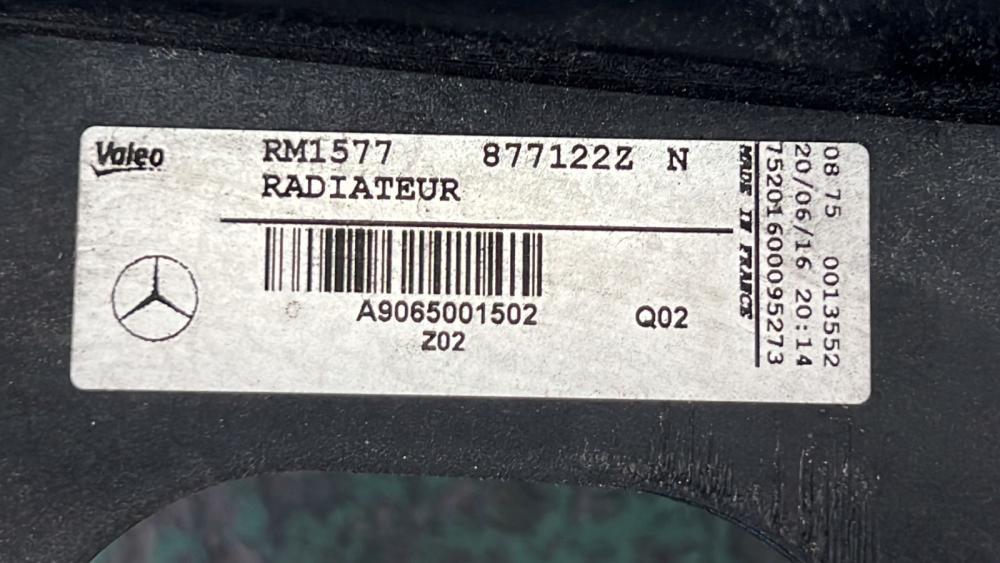 Valeo
RM1577 877122Z N
RADIATEUR
A9065001502
Z02
Q02
MADE IN FRANCE
75201600095273
20/06/16 20:14
08 75 0013552